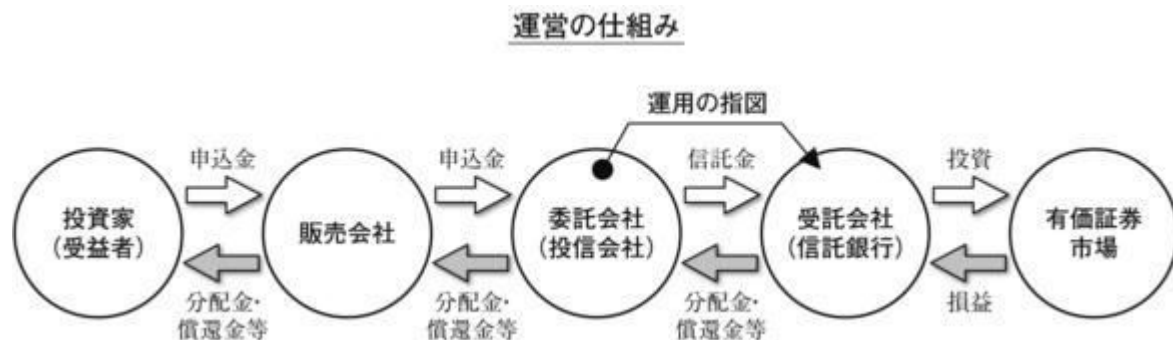 運営の仕組み
運用の指図
申込金
申込金
信託金
投資
投資家
(受益者)
販売会社
委託会社
(投信会社)
受託会社
(信託銀行)
有価証券
市場
分配金・
償還金等
分配金・
償還金等
分配金・
償還金等
損益